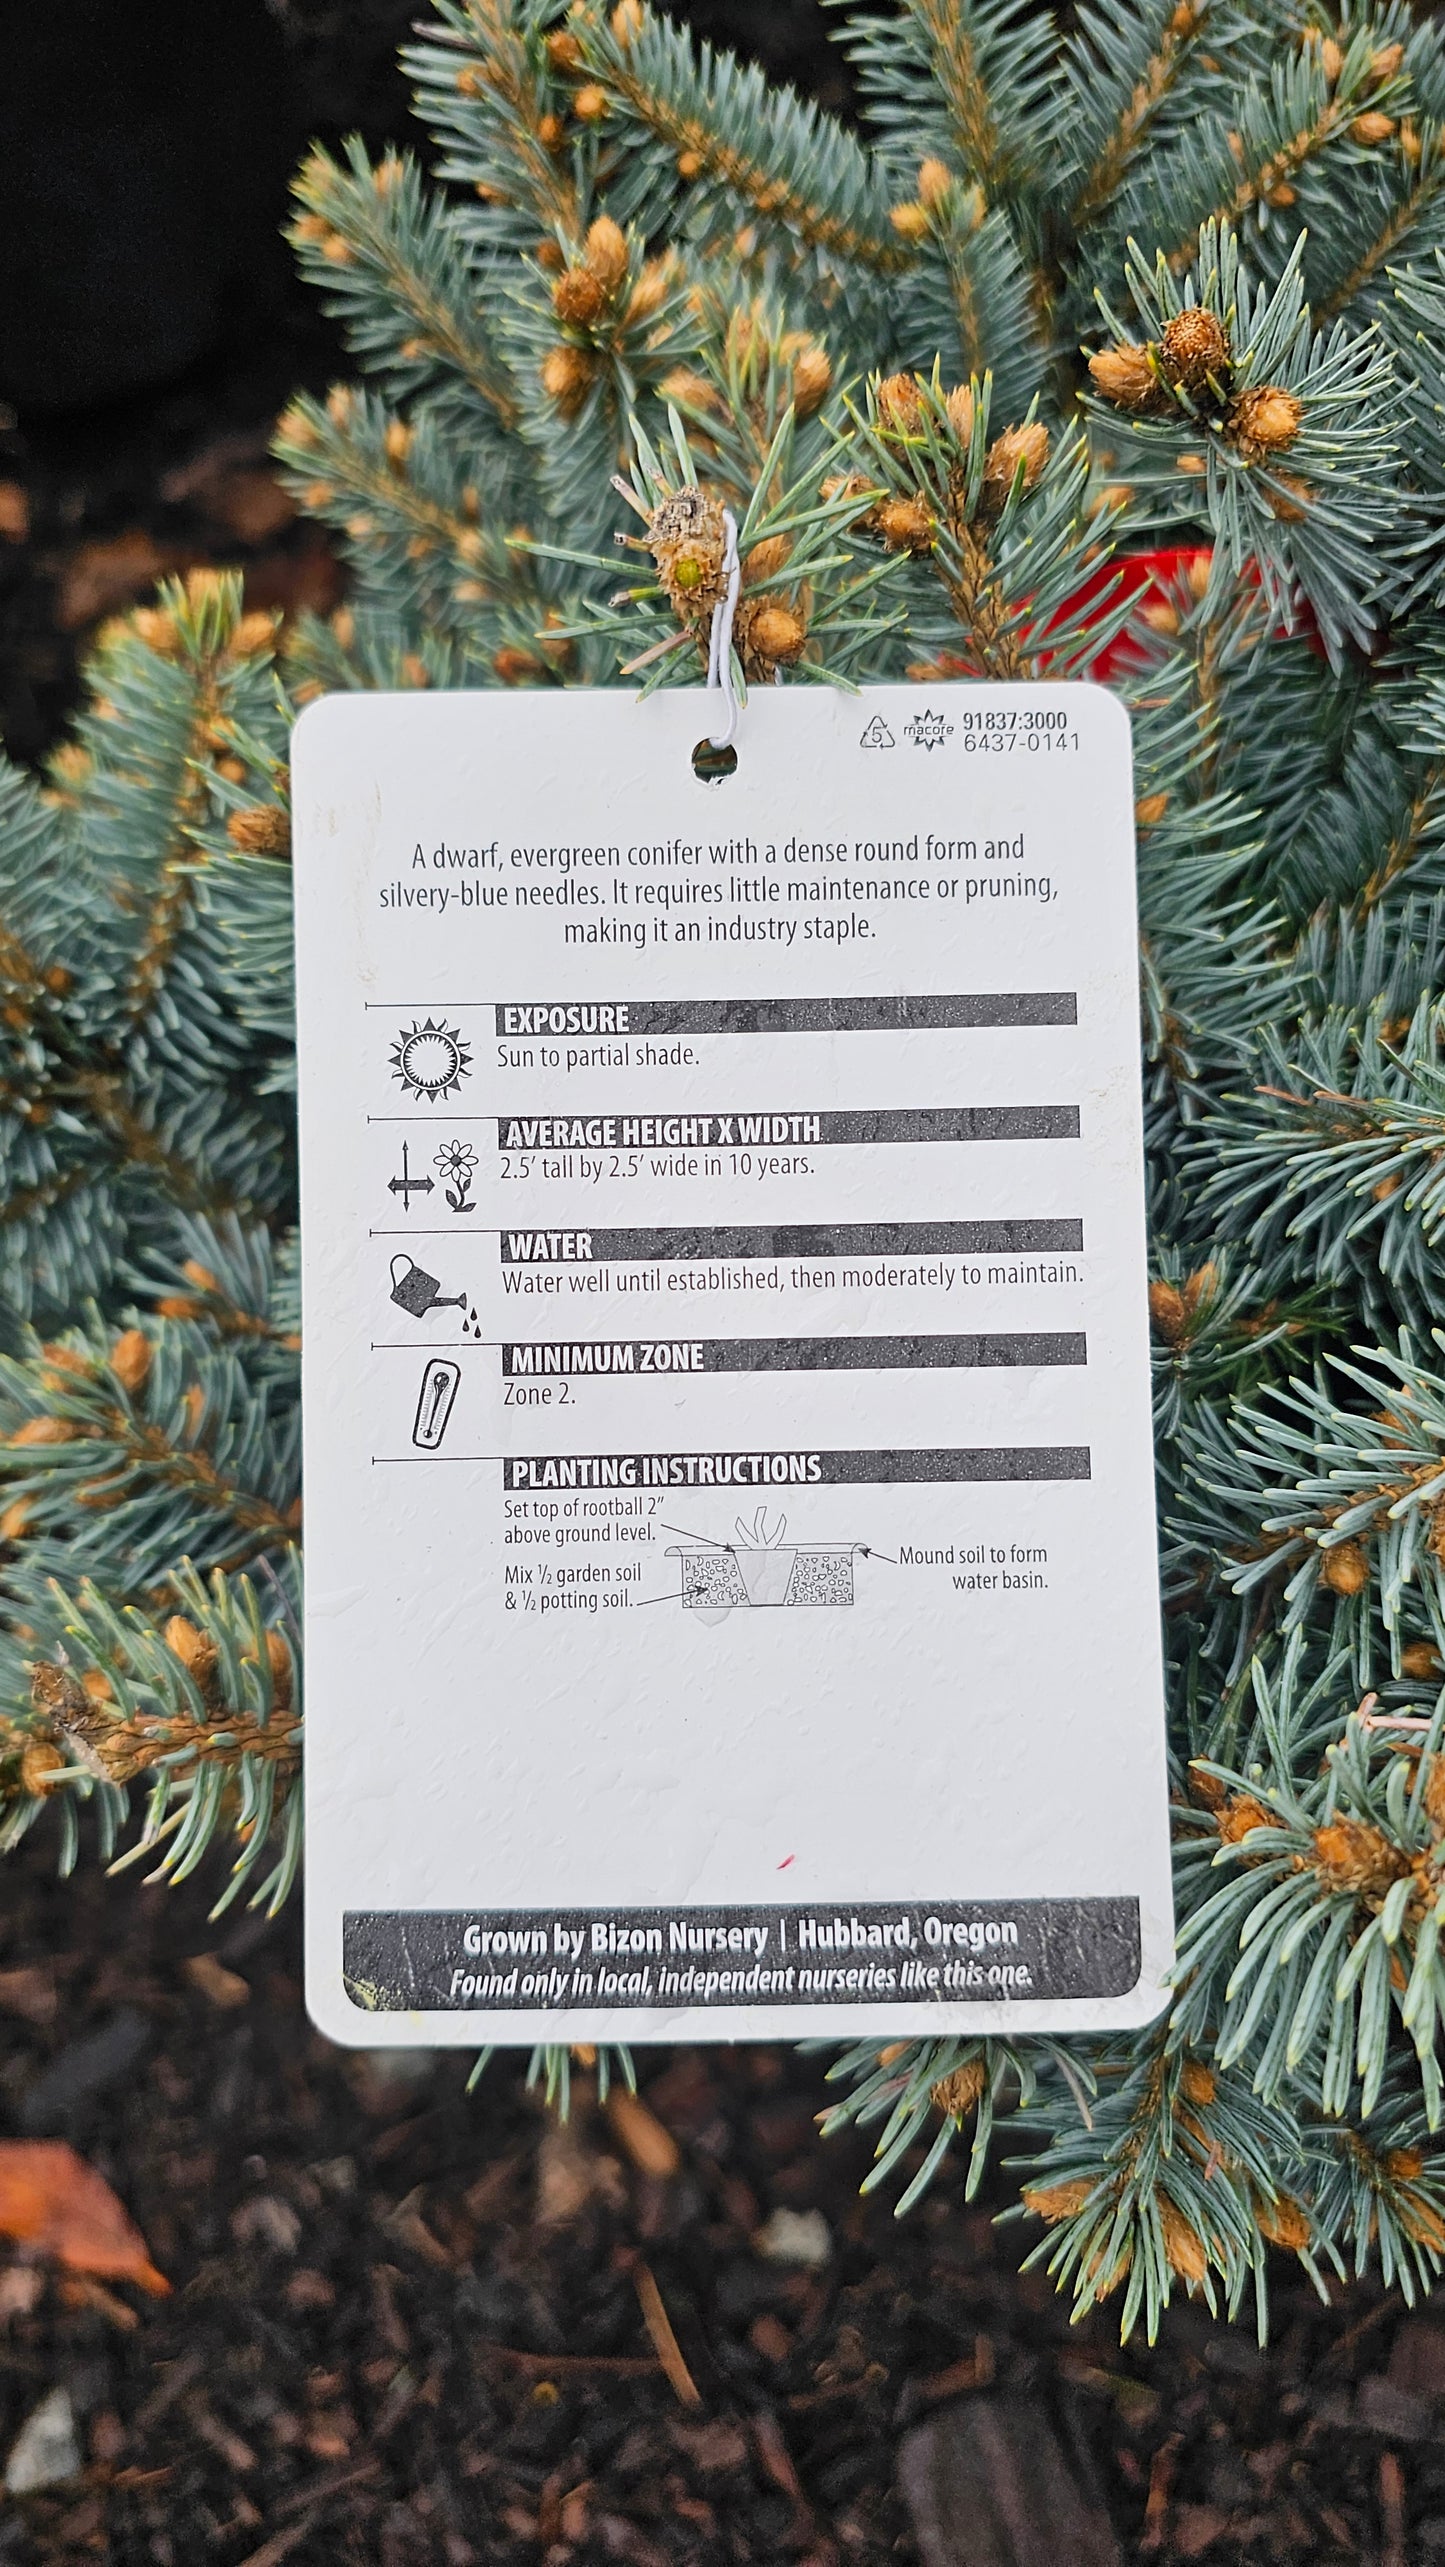 5 macore 91837:3000
6437-0141
A dwarf, evergreen conifer with a dense round form and
silvery-blue needles. It requires little maintenance or pruning,
making it an industry staple.
EXPOSURE
Sun to partial shade.
AVERAGE HEIGHT X WIDTH
2.5′ tall by 2.5′ wide in 10 years.
WATER
Water well until established, then moderately to maintain.
MINIMUM ZONE
Zone 2.
PLANTING INSTRUCTIONS
Set top of rootball 2″
above ground level.
Mix ½ garden soil
& ½ potting soil.
Mound soil to form
water basin.
Grown by Bizon Nursery | Hubbard, Oregon
Found only in local, independent nurseries like this one.